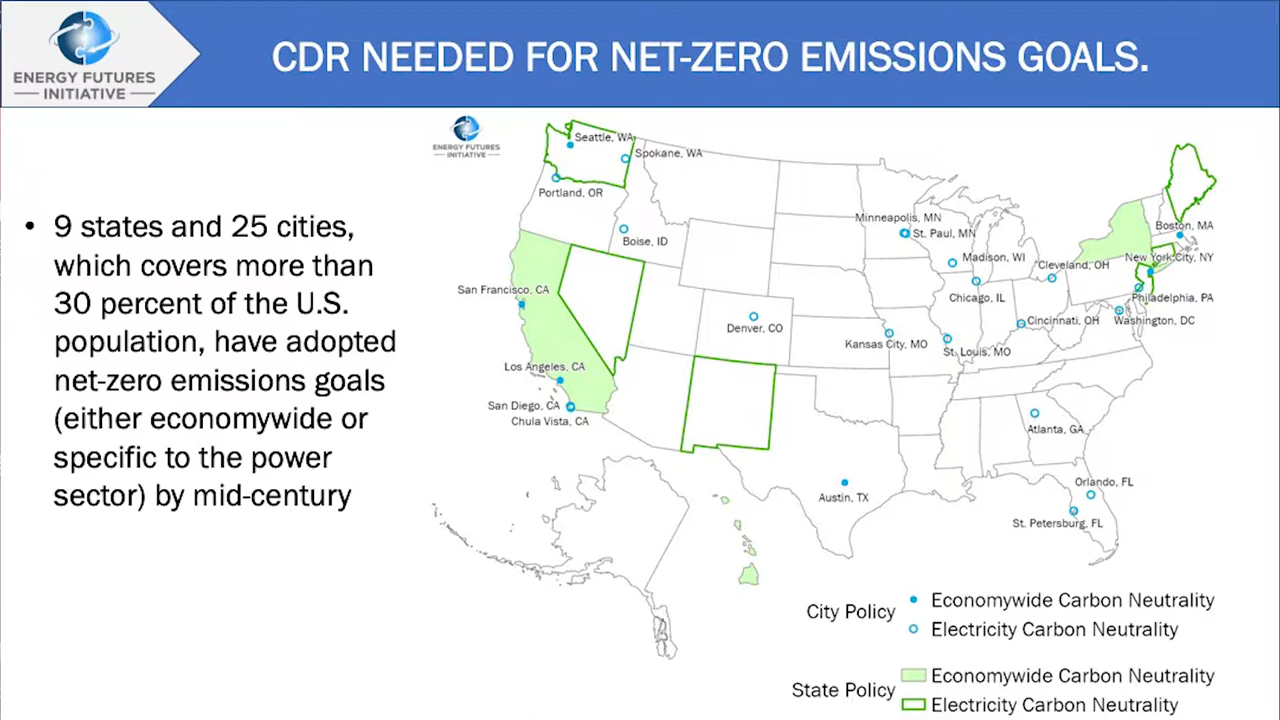 ENERGY FUTURES
INITIATIVE
CDR NEEDED FOR NET-ZERO EMISSIONS GOALS.
• 9 states and 25 cities,
which covers more than
30 percent of the U.S.
population, have adopted
net-zero emissions goals
(either economywide or
specific to the power
sector) by mid-century
ENERGY FUTURES
INITIATIVE
Seattle, WA
Spokane, WA
Portland, OR
Boise, ID
Minneapolis, MN
St. Paul, MN
Madison, WI
Boston, MA
New York City, NY
Cleveland, OH
San Francisco, CA
Chicago, IL
Philadelphia, PA
Denver, CO
Cincinnati, OH
Washington, DC
Kansas City, MO
St. Louis, MO
Los Angeles, CA
San Diego, CA
Chula Vista, CA
Atlanta, GA
Austin, TX
Orlando, FL
St. Petersburg, FL
City Policy
Economywide Carbon Neutrality
Electricity Carbon Neutrality
State Policy
Economywide Carbon Neutrality
Electricity Carbon Neutrality